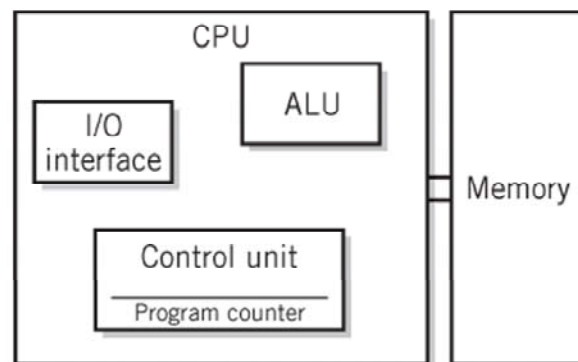 CPU
ALU
I/O
interface
Memory
Control unit
Program counter